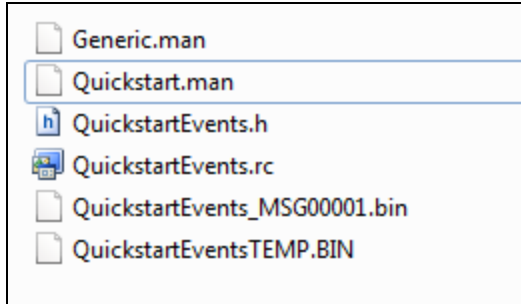 Generic.man
Quickstart.man
QuickstartEvents.h
QuickstartEvents.rc
QuickstartEvents_MSG00001.bin
QuickstartEventsTEMP.BIN